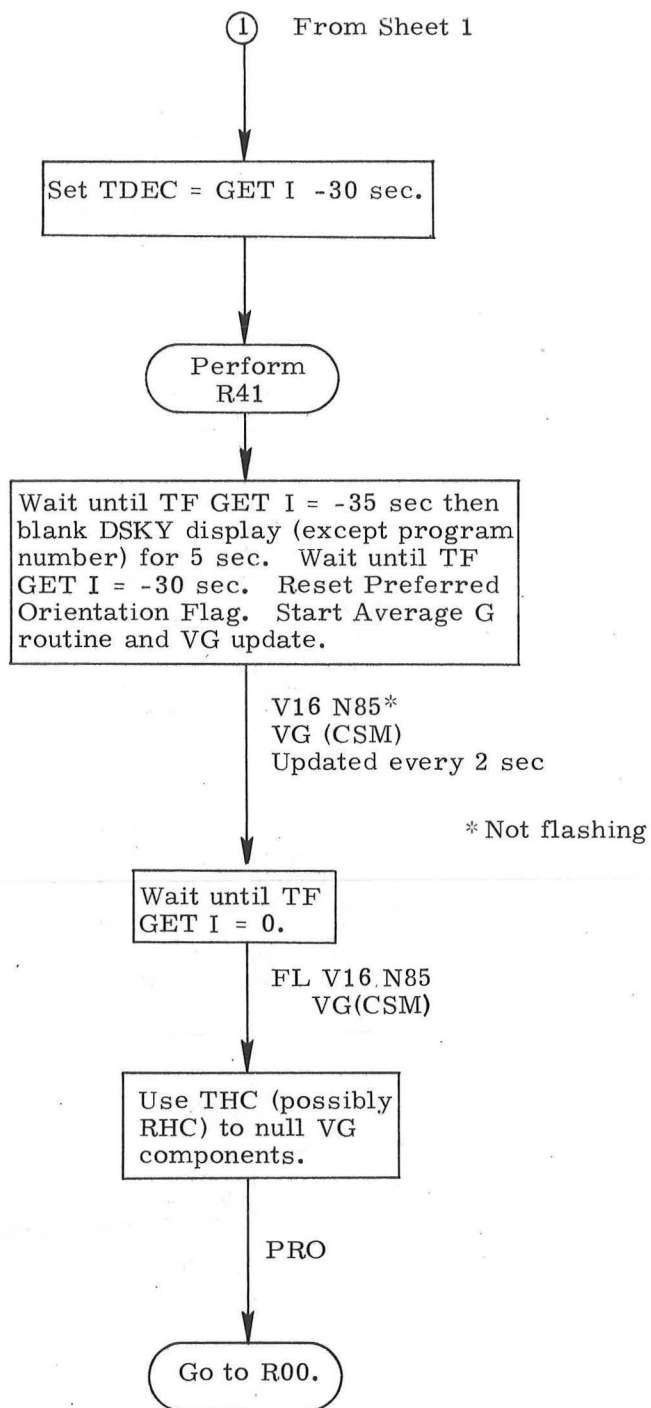 1 From Sheet 1
Set TDEC = GET I -30 sec.
Perform
R41
Wait until TF GET I = -35 sec then
blank DSKY display (except program
number) for 5 sec. Wait until TF
GET I = -30 sec. Reset Preferred
Orientation Flag. Start Average G
routine and VG update.
V16 N85*
VG (CSM)
Updated every 2 sec
* Not flashing
Wait until TF
GET I = 0.
FL V16 N85
VG(CSM)
Use THC (possibly
RHC) to null VG
components.
PRO
Go to R00.